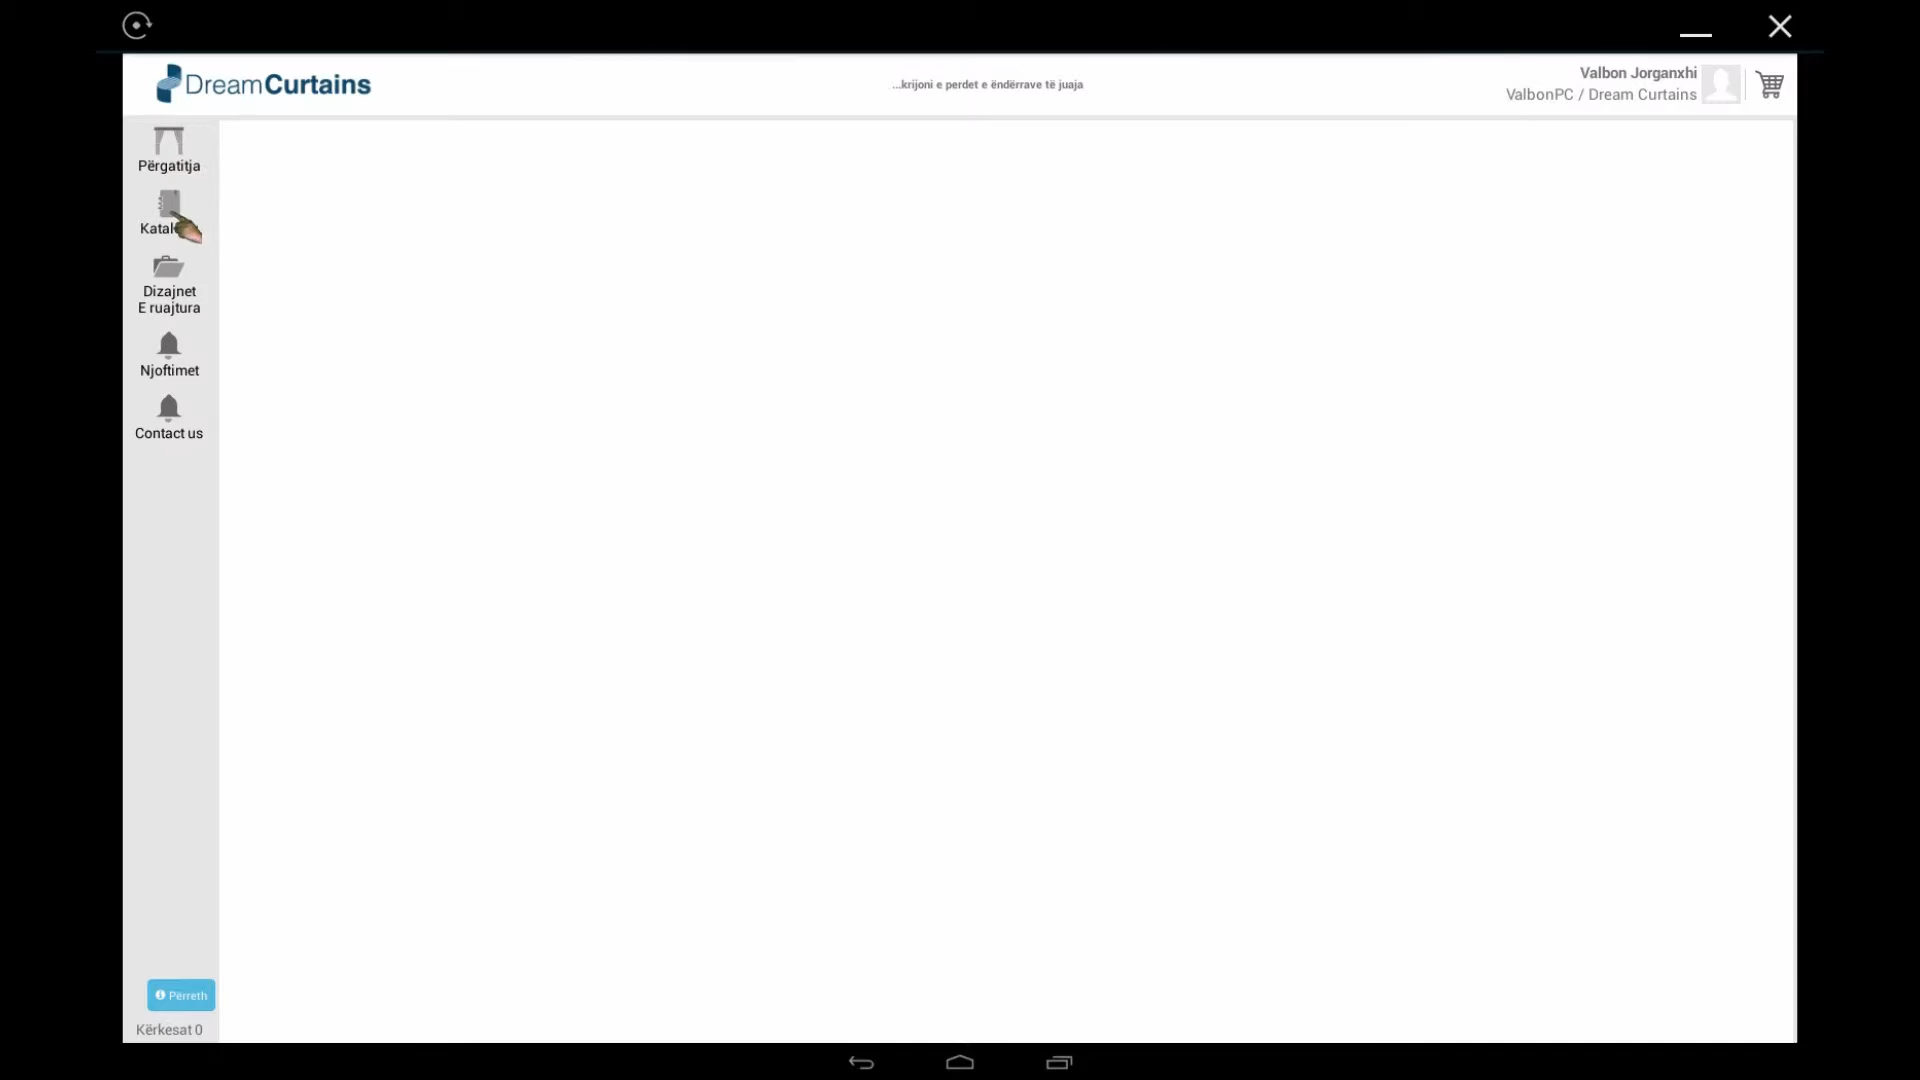 DreamCurtains
...krijoni e perdet e ëndërrave të juaja
Valbon Jorganxhi
ValbonPC / Dream Curtains
Përgatitja
Dizajnet
E ruajtura
Njoftimet
Contact us
Përreth
Kërkesat 0